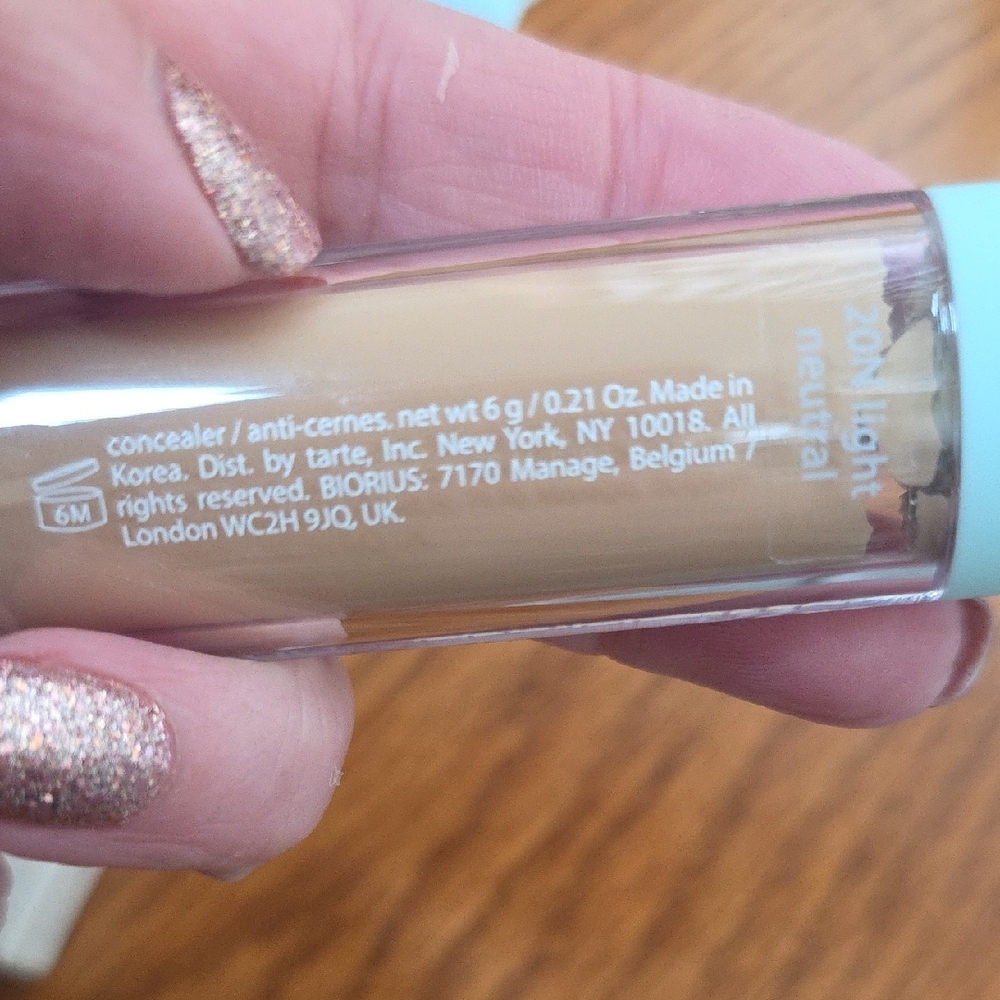 concealer / anti-cernes. net wt 6 g / 0.21 Oz. Made in
Korea. Dist. by tarte, Inc. New York, NY 10018. All
rights reserved. BIORIUS: 7170 Manage, Belgium /
London WC2H 9JQ, UK.
6M
20N light
neutral